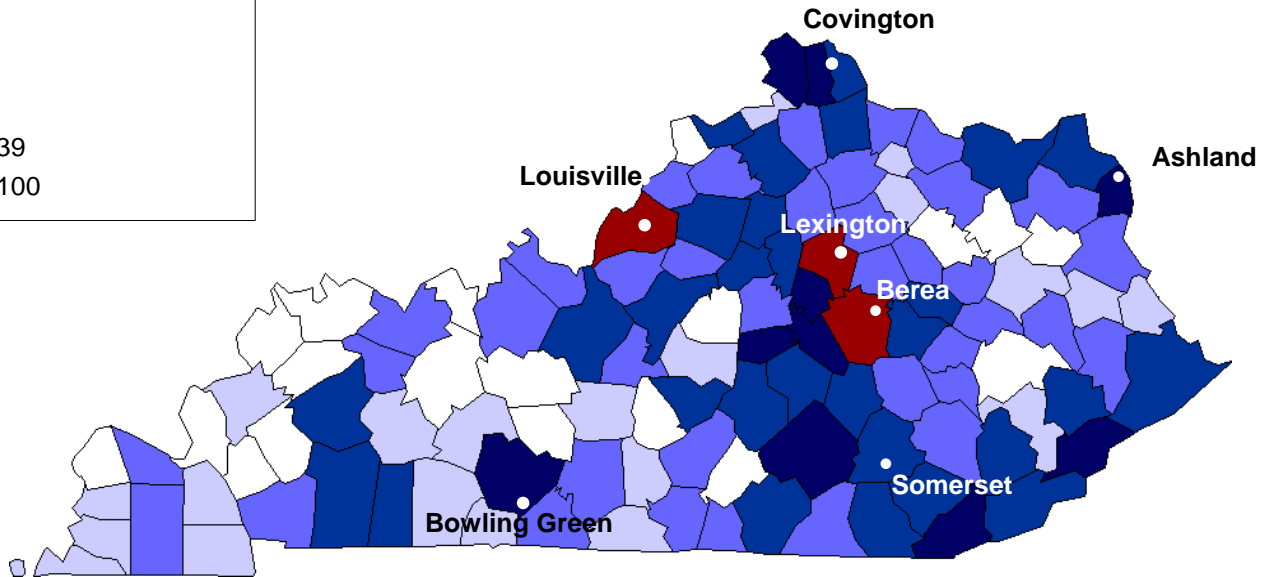 Covington
39
100
Ashland
Louisville
Lexington
Berea
Somerset
Bowling Green